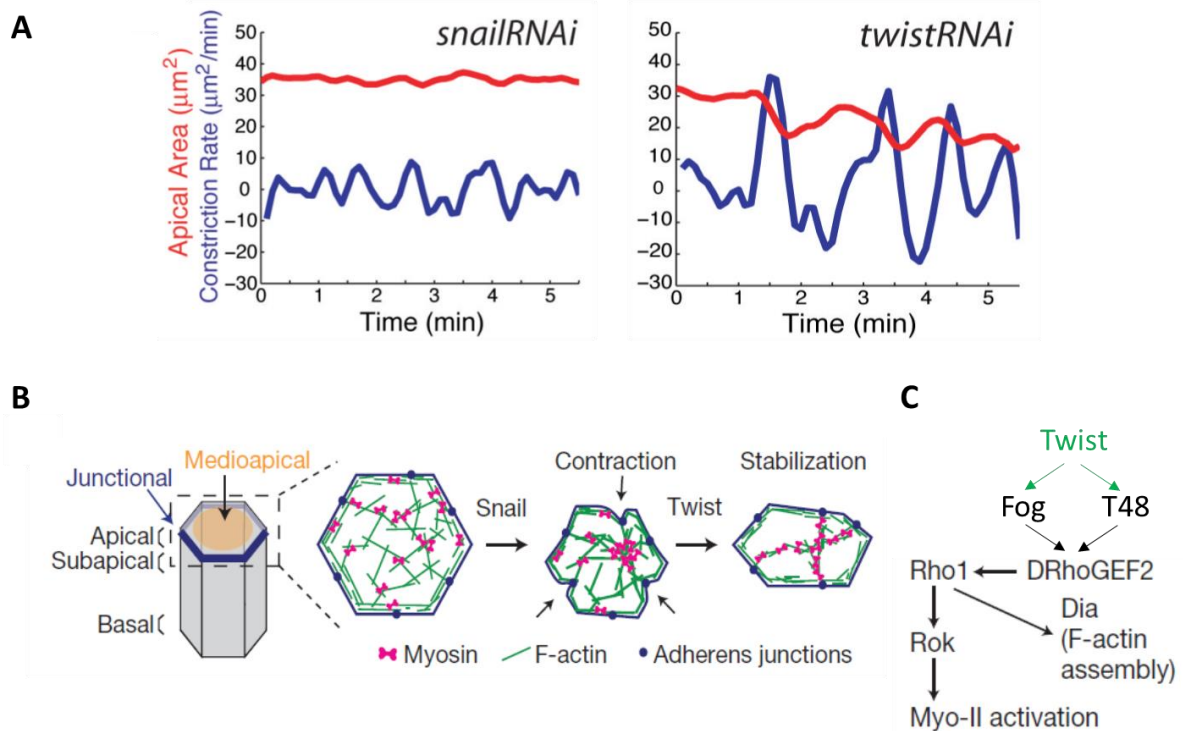 A
snailRNAi
twistRNAi
Apical Area (μm²)
Constriction Rate (μm²/min)
50
40
30
20
10
0
−10
−20
−30
0 1 2 3 4 5
Time (min)
50
40
30
20
10
0
−10
−20
−30
0 1 2 3 4 5
Time (min)
B
Junctional
Medioapical
Apical
Subapical
Basal
Snail
Contraction
Twist
Stabilization
Myosin
F-actin
Adherens junctions
C
Twist
Fog T48
Rho1 DRhoGEF2
Dia
(F-actin
assembly)
Rok
Myo-II activation